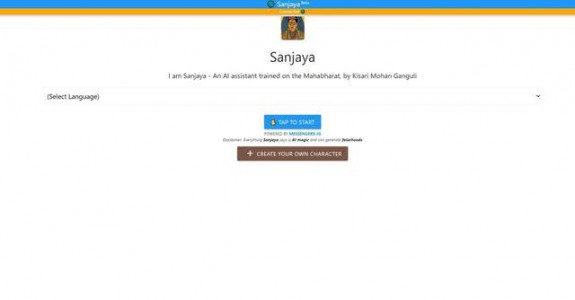 Sanjaya Beta
Sanjaya
I am Sanjaya - An AI assistant trained on the Mahabharat, by Kisari Mohan Ganguli
(Select Language)
TAP TO START
POWERED BY MESSENGERX.IO
Disclaimer: Everything Sanjaya says is AI magic and can generate falsehoods
+ CREATE YOUR OWN CHARACTER